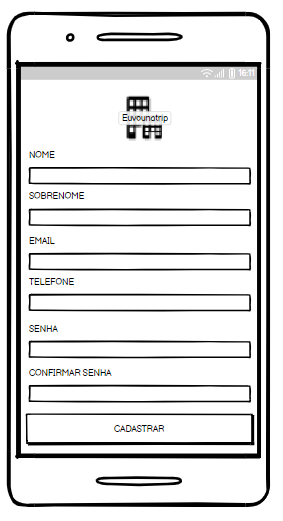 16:11
Euvounatrip
NOME
SOBRENOME
EMAIL
TELEFONE
SENHA
CONFIRMAR SENHA
CADASTRAR